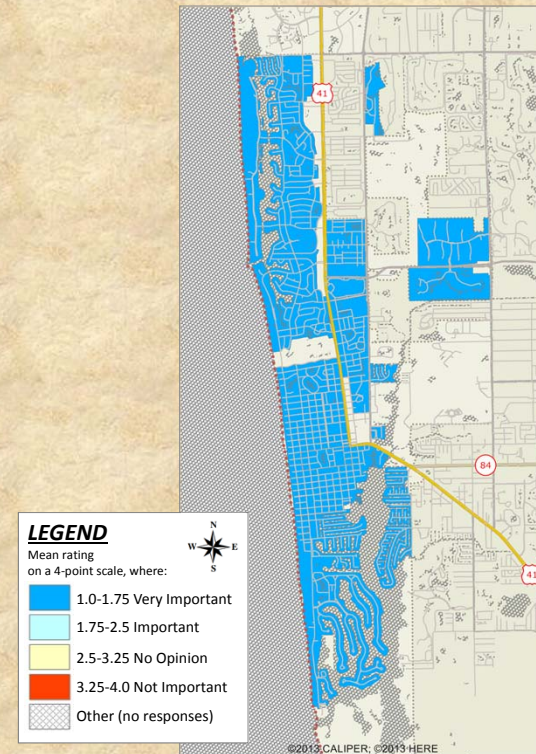 41
84
41
LEGEND
Mean rating
on a 4-point scale, where:
N
W E
S
1.0-1.75 Very Important
1.75-2.5 Important
2.5-3.25 No Opinion
3.25-4.0 Not Important
Other (no responses)
©2013 CALIPER; ©2013 HERE